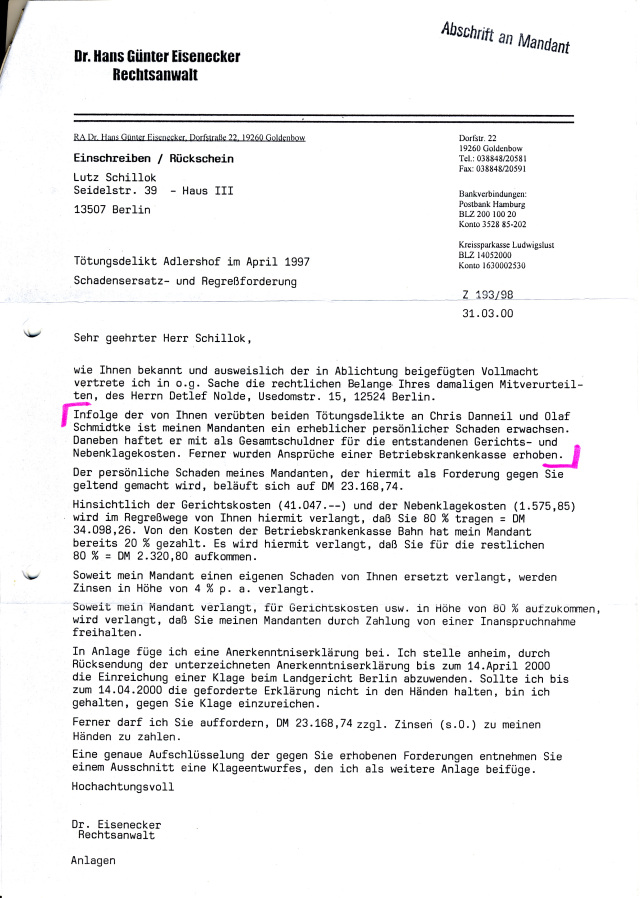 Abschrift an Mandant
Dr. Hans Günter Eisenecker
Rechtsanwalt
RA Dr. Hans Günter Eisenecker, Dorfstraße 22, 19260 Goldenbow
Einschreiben / Rückschein
Lutz Schillok
Seidelstr. 39 - Haus III
13507 Berlin
Dorfstr. 22
19260 Goldenbow
Tel.: 038848/20581
Fax: 038848/20591
Bankverbindungen:
Postbank Hamburg
BLZ 200 100 20
Konto 3528 85-202
Kreissparkasse Ludwigslust
BLZ 14052000
Konto 1630002530
Tötungsdelikt Adlershof im April 1997
Schadensersatz- und Regreßforderung
Z 193/98
31.03.00
Sehr geehrter Herr Schillok,
wie Ihnen bekannt und ausweislich der in Ablichtung beigefügten Vollmacht
vertrete ich in o.g. Sache die rechtlichen Belange Ihres damaligen Mitverurteil-
ten, des Herrn Detlef Nolde, Usedomstr. 15, 12524 Berlin.
Infolge der von Ihnen verübten beiden Tötungsdelikte an Chris Danneil und Olaf
Schmidtke ist meinen Mandanten ein erheblicher persönlicher Schaden erwachsen.
Daneben haftet er mit als Gesamtschuldner für die entstandenen Gerichts- und
Nebenklagekosten. Ferner wurden Ansprüche einer Betriebskrankenkasse erhoben.
Der persönliche Schaden meines Mandanten, der hiermit als Forderung gegen Sie
geltend gemacht wird, beläuft sich auf DM 23.168,74.
Hinsichtlich der Gerichtskosten (41.047.--) und der Nebenklagekosten (1.575,85)
wird im Regreßwege von Ihnen hiermit verlangt, daß Sie 80 % tragen = DM
34.098,26. Von den Kosten der Betriebskrankenkasse Bahn hat mein Mandant
bereits 20 % gezahlt. Es wird hiermit verlangt, daß Sie für die restlichen
80 % = DM 2.320,80 aufkommen.
Soweit mein Mandant einen eigenen Schaden von Ihnen ersetzt verlangt, werden
Zinsen in Höhe von 4 % p. a. verlangt.
Soweit mein Mandant verlangt, für Gerichtskosten usw. in Höhe von 80 % aufzukommen,
wird verlangt, daß Sie meinen Mandanten durch Zahlung von einer Inanspruchnahme
freihalten.
In Anlage füge ich eine Anerkenntniserklärung bei. Ich stelle anheim, durch
Rücksendung der unterzeichneten Anerkenntniserklärung bis zum 14.April 2000
die Einreichung einer Klage beim Landgericht Berlin abzuwenden. Sollte ich bis
zum 14.04.2000 die geforderte Erklärung nicht in den Händen halten, bin ich
gehalten, gegen Sie Klage einzureichen.
Ferner darf ich Sie auffordern, DM 23.168,74 zzgl. Zinsen (s.o.) zu meinen
Händen zu zahlen.
Eine genaue Aufschlüsselung der gegen Sie erhobenen Forderungen entnehmen Sie
einem Ausschnitt eine Klageentwurfes, den ich als weitere Anlage beifüge.
Hochachtungsvoll
Dr. Eisenecker
Rechtsanwalt
Anlagen